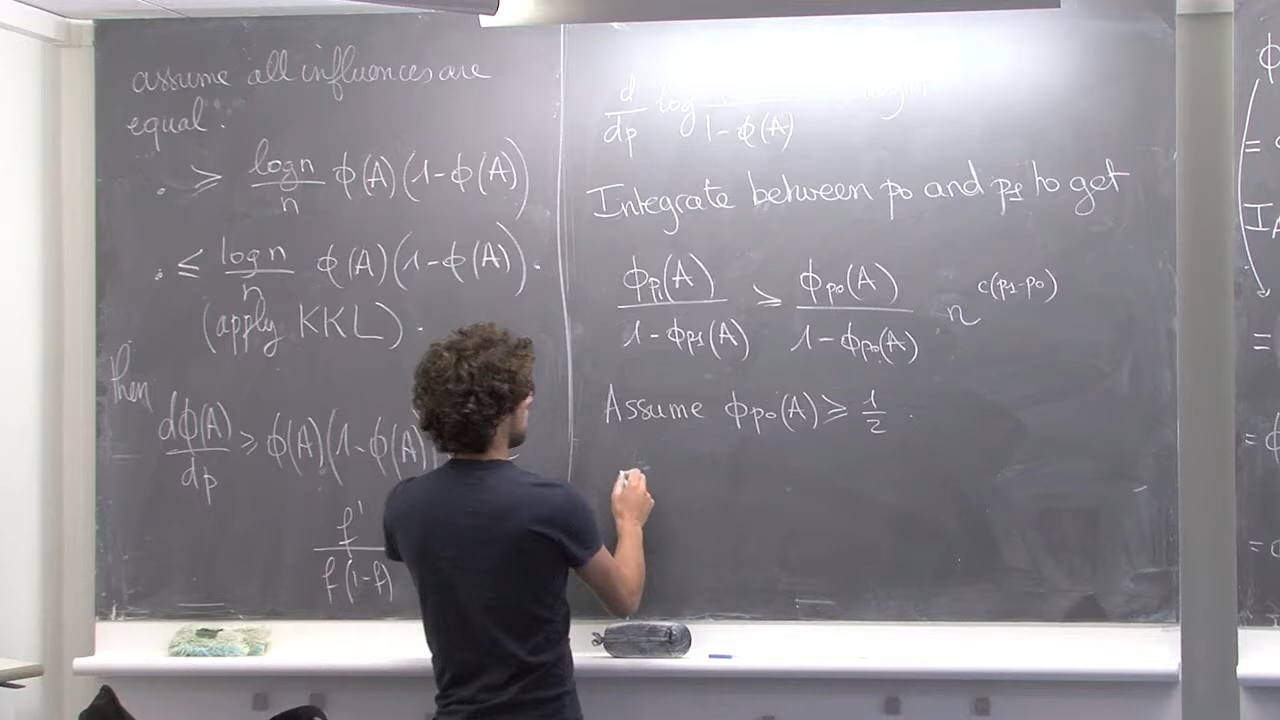 assume all influences are
equal:
. ≥ log n / n ϕ(A)(1-ϕ(A))
. ≤ log n / n ϕ(A)(1-ϕ(A)).
(apply KKL).
then
dϕ(A) / dp ≥ ϕ(A)(1-ϕ(A)
f' / f(1-f)
d/dp log / 1-ϕ(A)
Integrate between p0 and p1 to get
ϕp1(A) / 1-ϕp1(A) ≥ ϕp0(A) / 1-ϕp0(A) n^c(p1-p0)
Assume ϕp0(A) ≥ 1/2.
ϕ
=
I_A
=
= ϕ
=